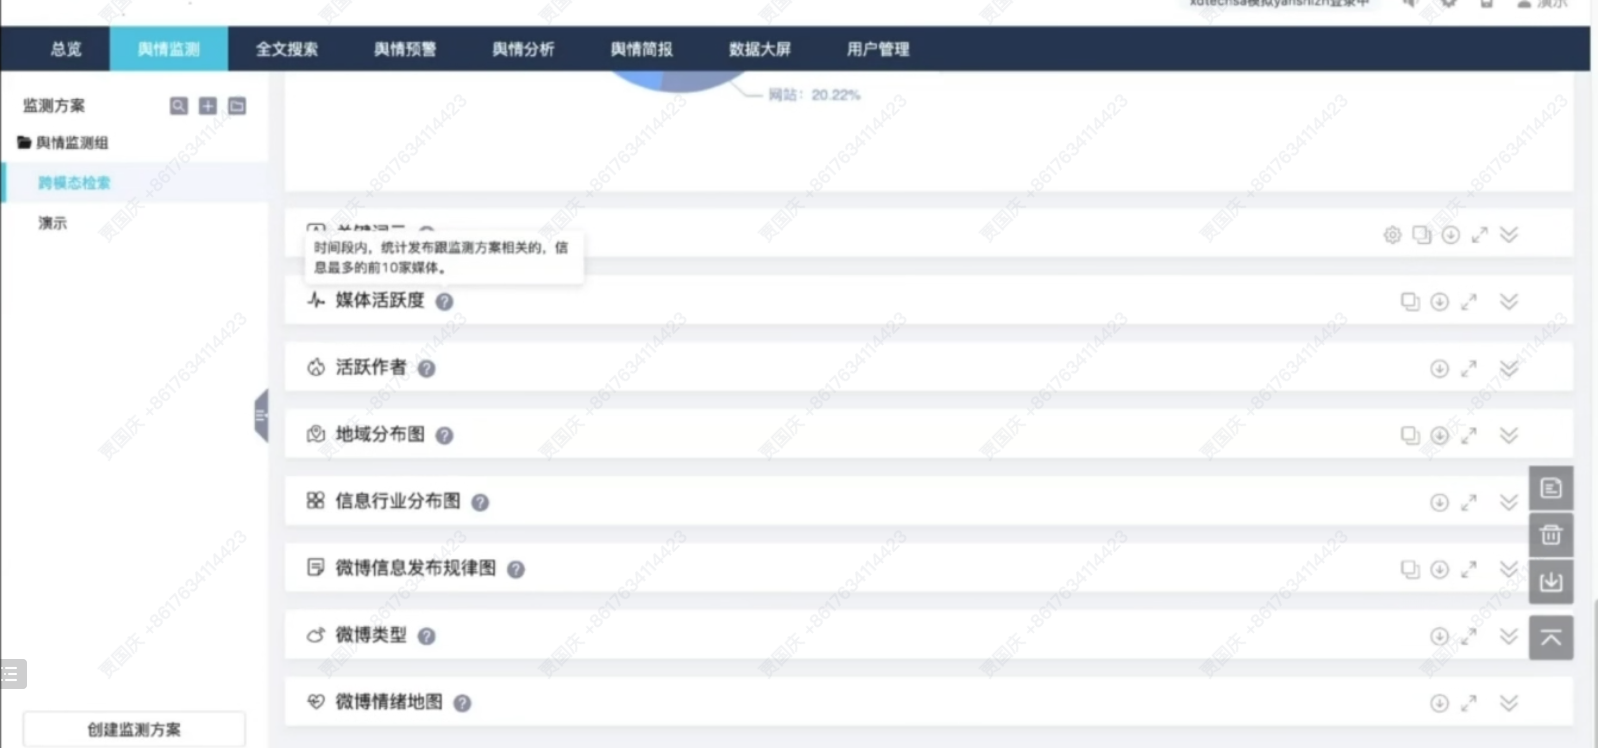 演示
总览 舆情监测 全文搜索 舆情预警 舆情分析 舆情简报 数据大屏 用户管理
监测方案
网站：20.22%
舆情监测组
跨模态检索
演示
时间段内，统计发布跟监测方案相关的，信
息最多的前10家媒体。
媒体活跃度
活跃作者
地域分布图
信息行业分布图
微博信息发布规律图
微博类型
微博情绪地图
创建监测方案
贾国庆 +8617634114423